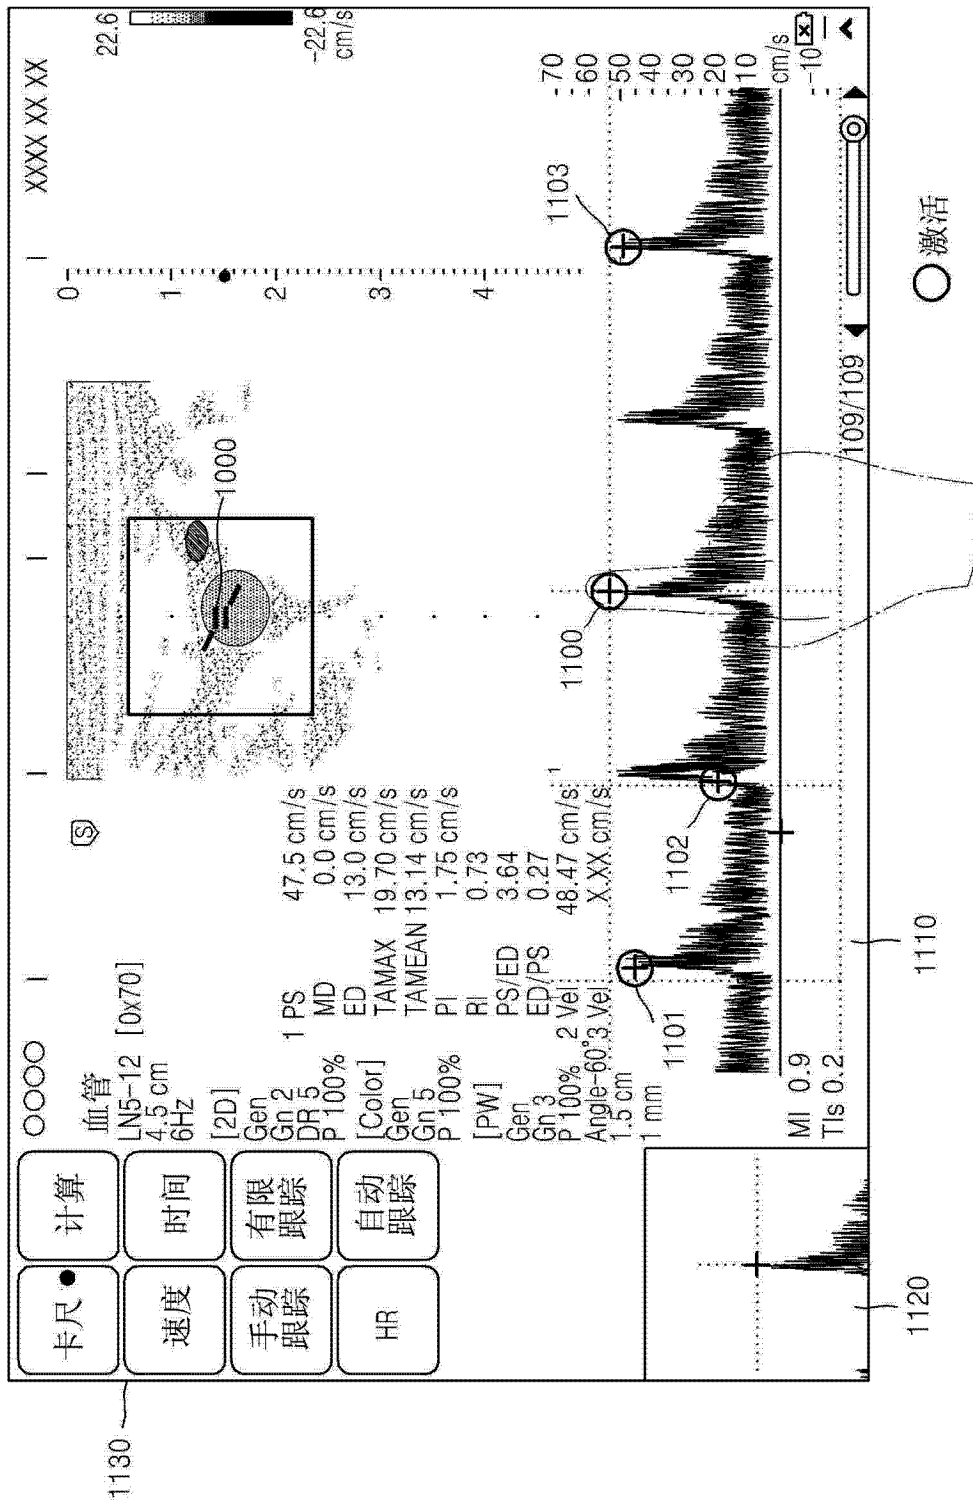 1130
卡尺
计算
速度
时间
手动
跟踪
有限
跟踪
HR
自动
跟踪
○○○○
XXXX XX XX
血管
LN5-12 [0x70]
4.5 cm
6Hz
[2D]
Gen
Gn 2
DR 5
P 100%
[Color]
Gen
Gn 5
P 100%
[PW]
Gen
Gn 3
P 100%
Angle-60°
1.5 cm
1 mm
MI 0.9
TIs 0.2
S
1 PS 47.5 cm/s
MD 0.0 cm/s
ED 13.0 cm/s
TAMAX 19.70 cm/s
TAMEAN 13.14 cm/s
PI 1.75 cm/s
RI 0.73
PS/ED 3.64
ED/PS 0.27
2 Vel 48.47 cm/s
3 Vel X.XX cm/s
1
1000
0
1
2
3
4
22.6
-22.6
cm/s
1101
1102
1100
1103
70
60
50
40
30
20
10
cm/s
-10
109/109
1120
1110
激活